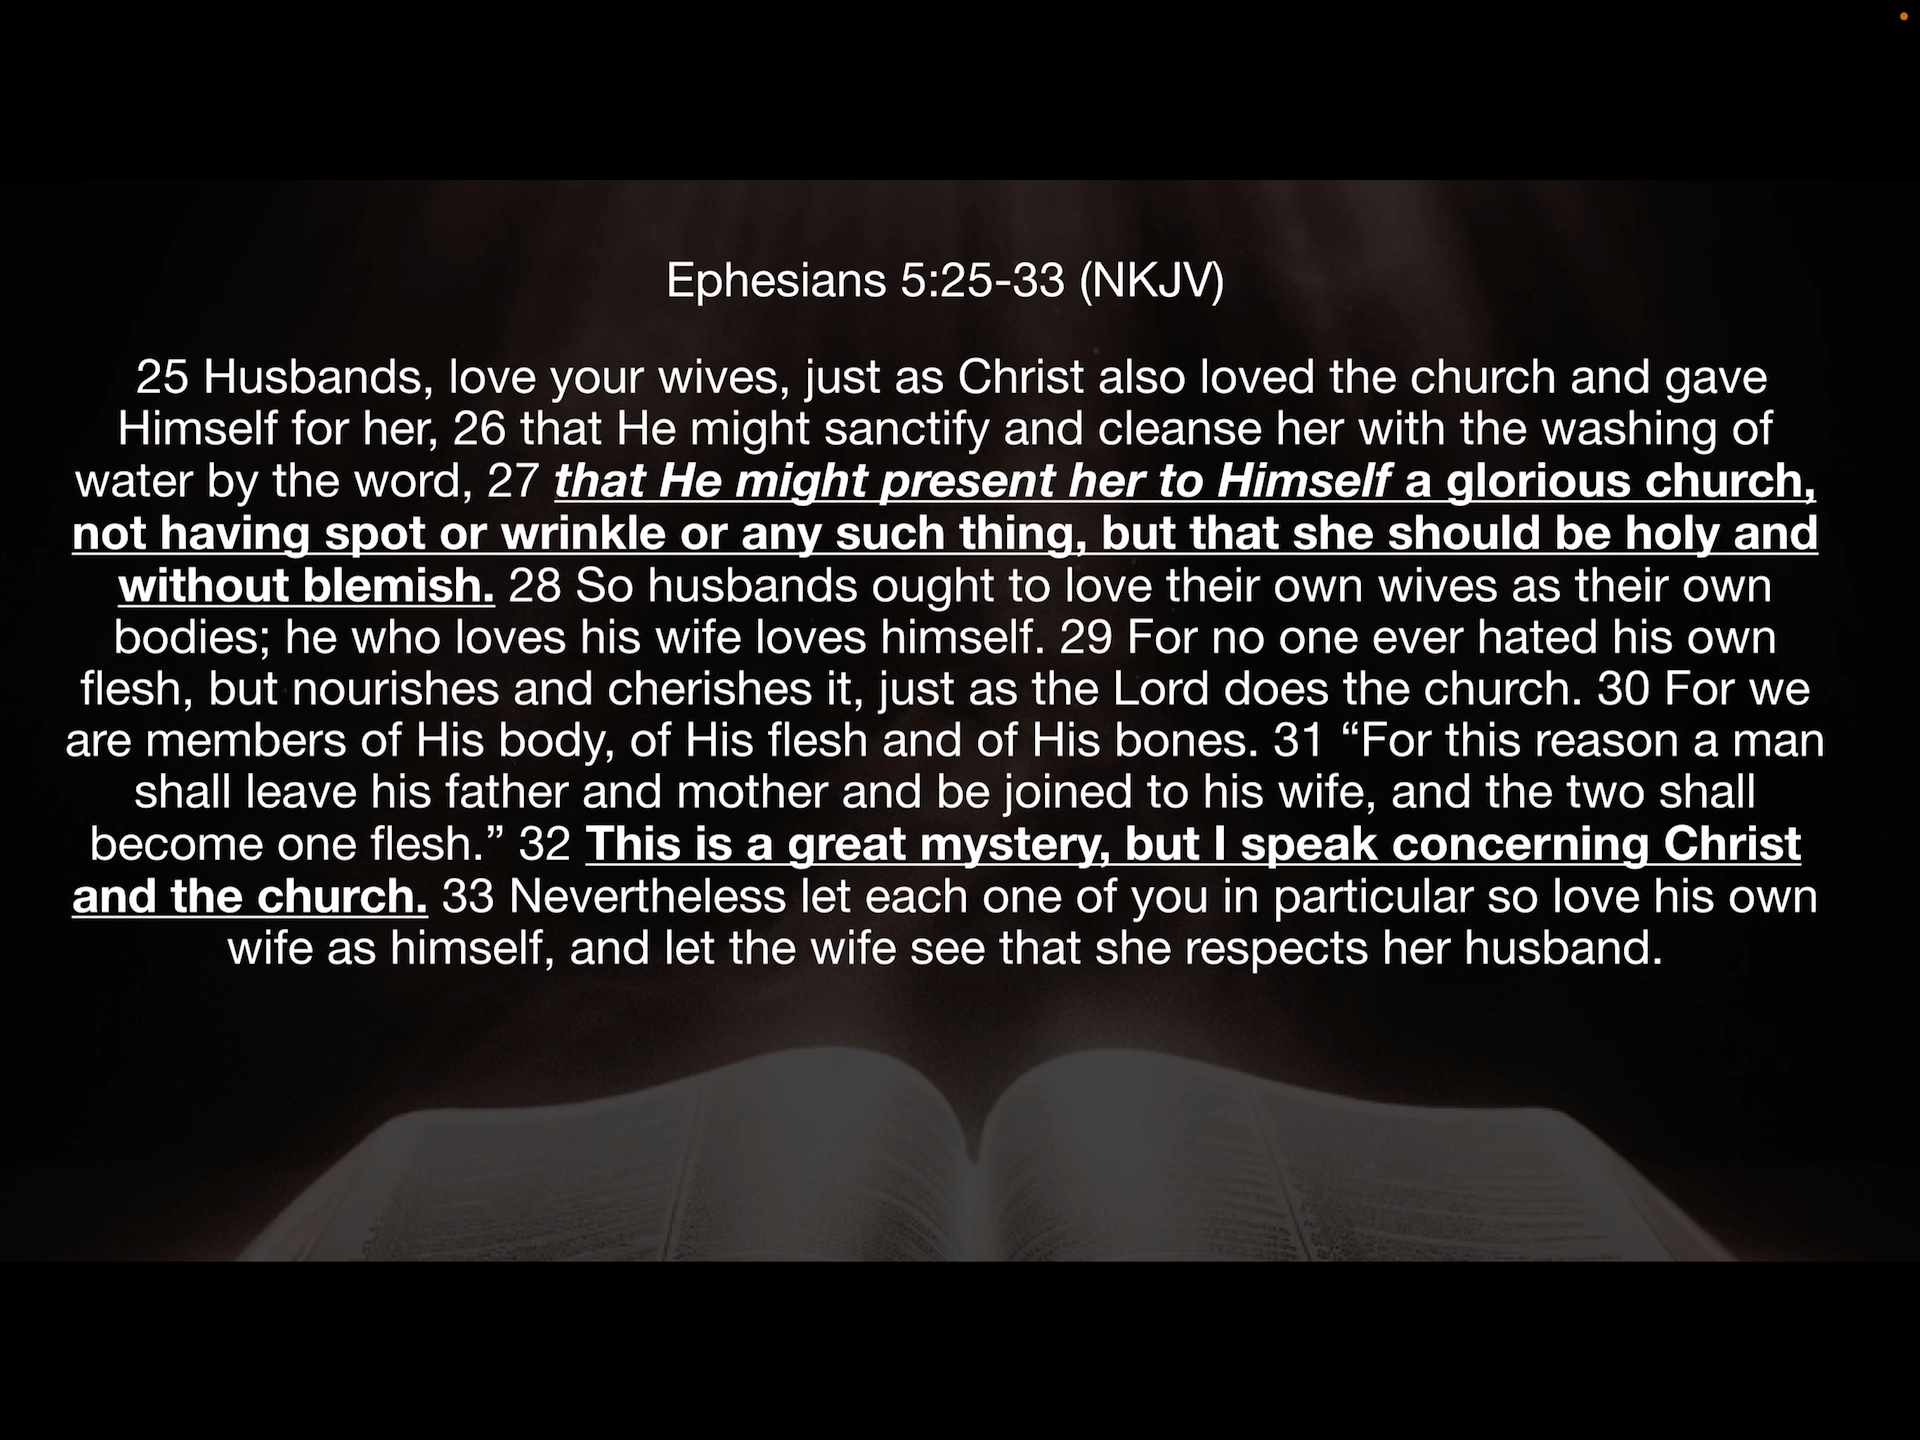 Ephesians 5:25-33 (NKJV)
25 Husbands, love your wives, just as Christ also loved the church and gave
Himself for her, 26 that He might sanctify and cleanse her with the washing of
water by the word, 27 that He might present her to Himself a glorious church,
not having spot or wrinkle or any such thing, but that she should be holy and
without blemish. 28 So husbands ought to love their own wives as their own
bodies; he who loves his wife loves himself. 29 For no one ever hated his own
flesh, but nourishes and cherishes it, just as the Lord does the church. 30 For we
are members of His body, of His flesh and of His bones. 31 “For this reason a man
shall leave his father and mother and be joined to his wife, and the two shall
become one flesh.” 32 This is a great mystery, but I speak concerning Christ
and the church. 33 Nevertheless let each one of you in particular so love his own
wife as himself, and let the wife see that she respects her husband.